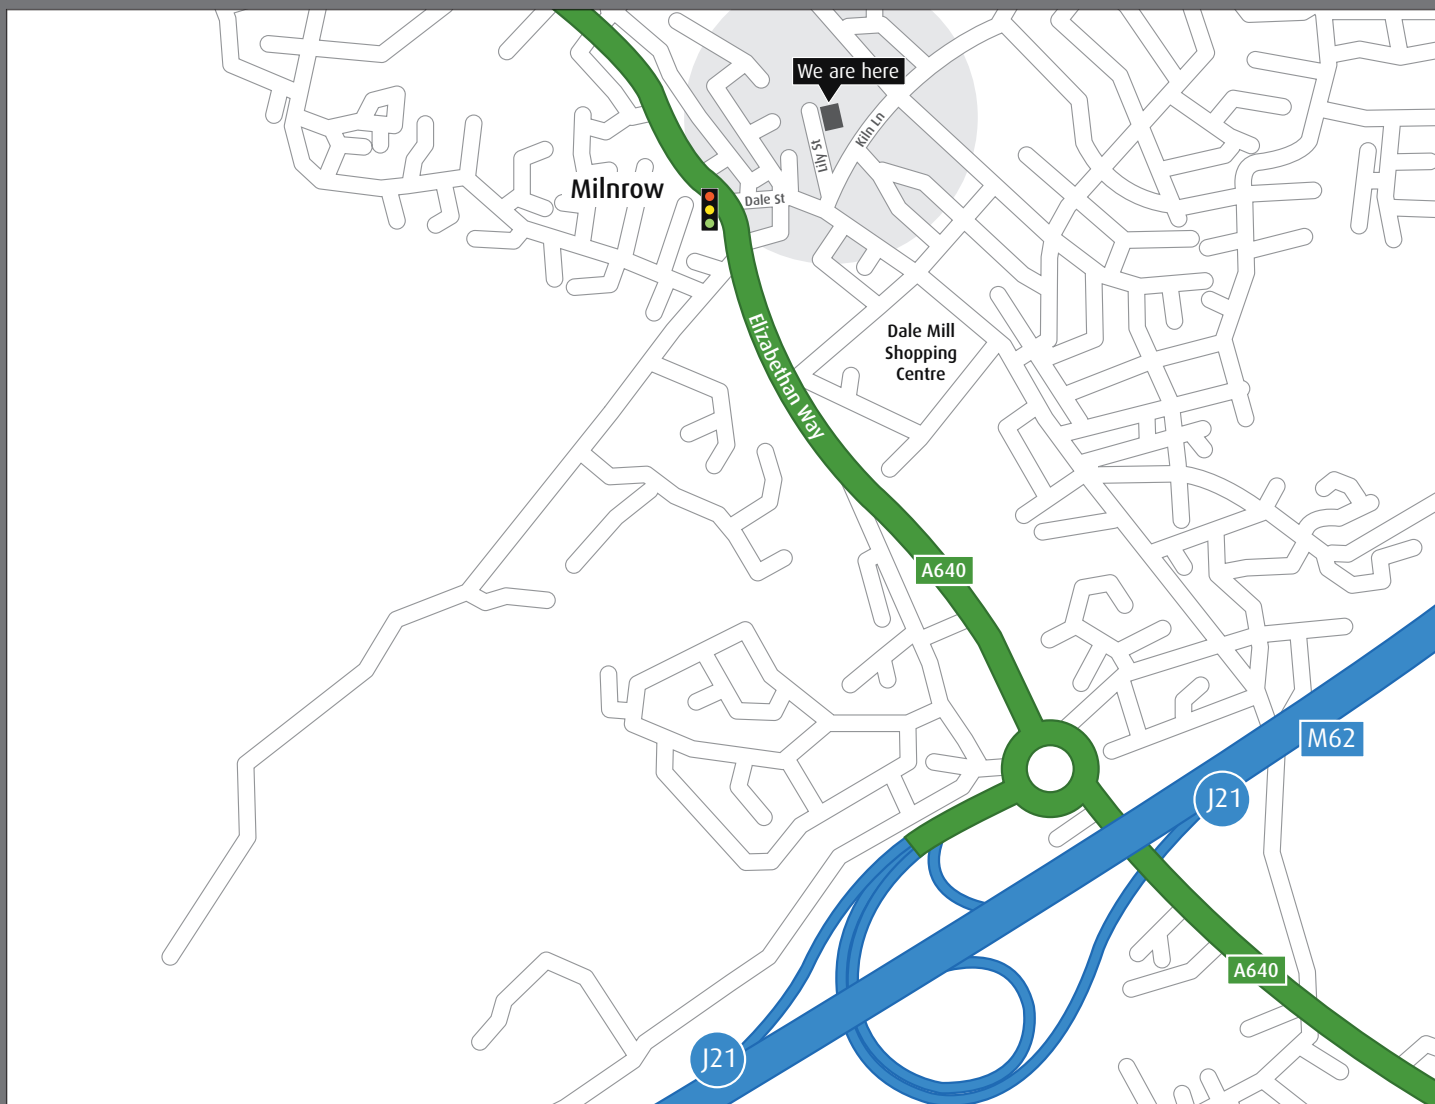 We are here
Kiln Ln
Lily St
Milnrow
Dale St
Elizabethan Way
Dale Mill
Shopping
Centre
A640
M62
J21
A640
J21